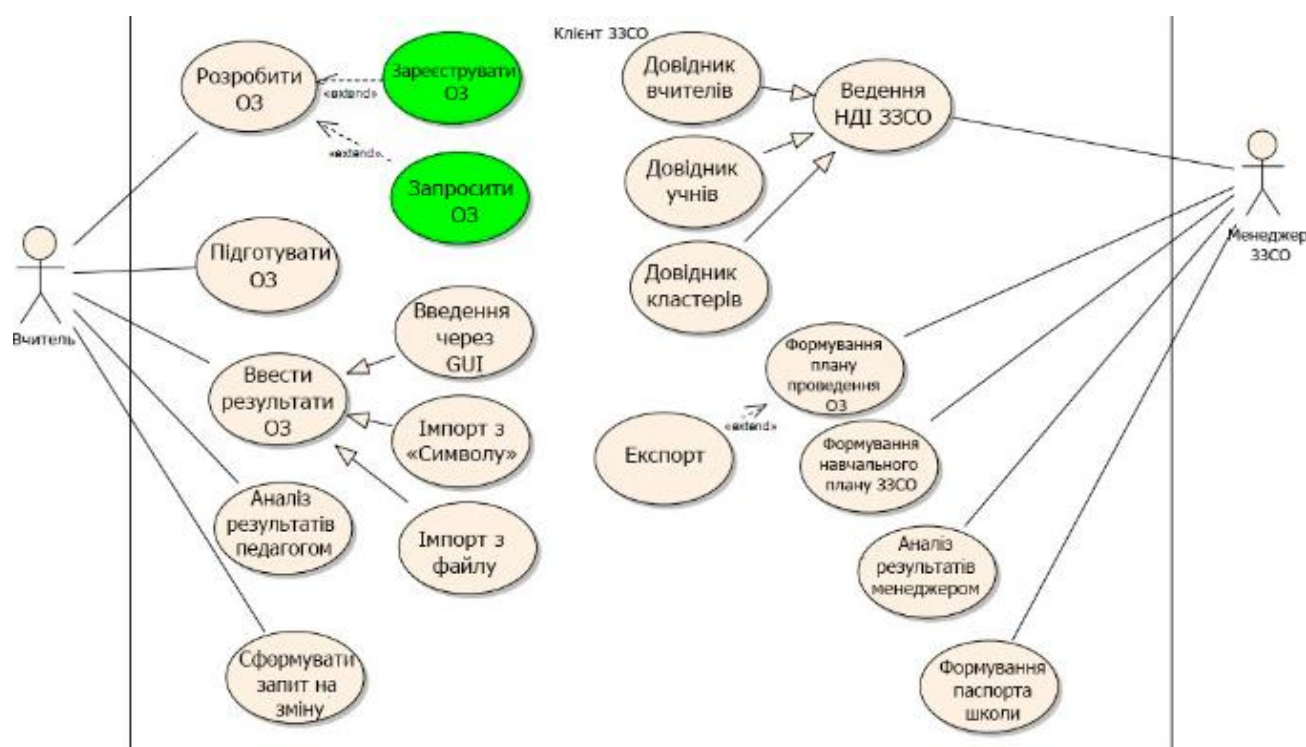 Клієнт ЗЗСО
Розробити
ОЗ
«extend»
Зареєструвати
ОЗ
«extend»
Запросити
ОЗ
Підготувати
ОЗ
Вчитель
Введення
через
GUI
Ввести
результати
ОЗ
Імпорт з
«Символу»
Імпорт з
файлу
Аналіз
результатів
педагогом
Сформувати
запит на
зміну
Довідник
вчителів
Ведення
НДІ ЗЗСО
Довідник
учнів
Довідник
кластерів
Менеджер
ЗЗСО
Формування
плану
проведення
ОЗ
«extend»
Експорт
Формування
навчального
плану ЗЗСО
Аналіз
результатів
менеджером
Формування
паспорта
школи